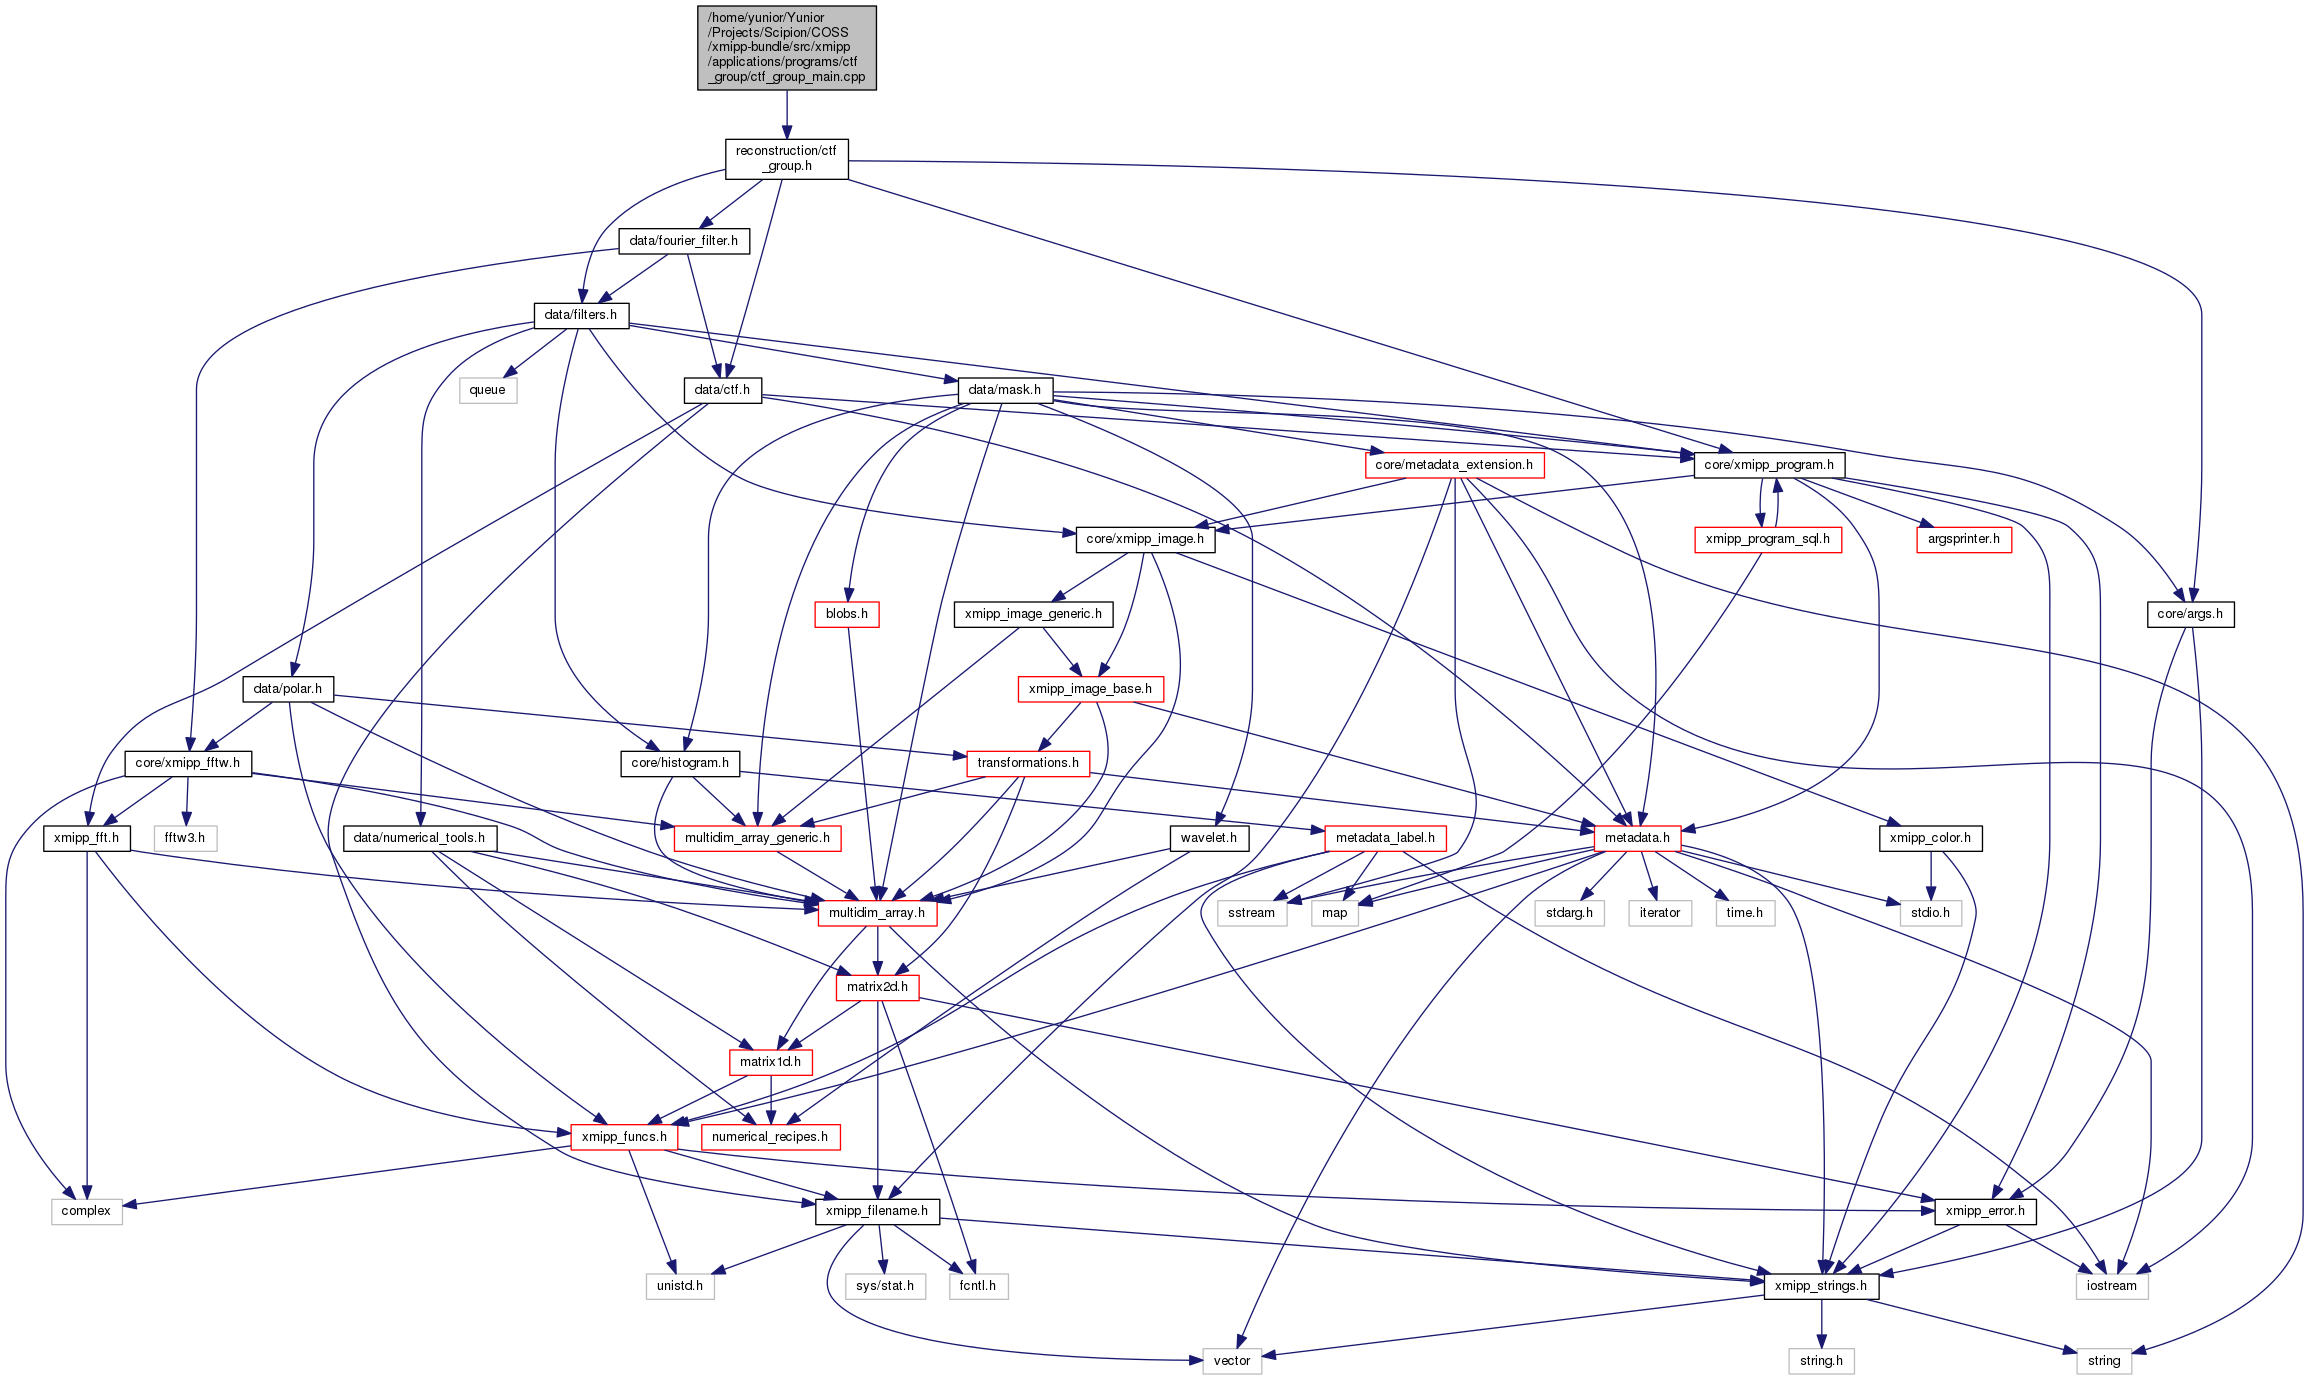 /home/yunior/Yunior
/Projects/Scipion/COSS
/xmipp-bundle/src/xmipp
/applications/programs/ctf
_group/ctf_group_main.cpp
reconstruction/ctf
_group.h
data/fourier_filter.h
data/filters.h
queue
data/ctf.h
data/mask.h
core/metadata_extension.h
core/xmipp_program.h
core/xmipp_image.h
xmipp_program_sql.h
argsprinter.h
blobs.h
xmipp_image_generic.h
core/args.h
data/polar.h
xmipp_image_base.h
core/xmipp_fftw.h
core/histogram.h
transformations.h
xmipp_fft.h
fftw3.h
data/numerical_tools.h
multidim_array_generic.h
wavelet.h
metadata_label.h
metadata.h
xmipp_color.h
multidim_array.h
sstream
map
stdarg.h
iterator
time.h
stdio.h
matrix2d.h
matrix1d.h
xmipp_funcs.h
numerical_recipes.h
complex
xmipp_filename.h
xmipp_error.h
unistd.h
sys/stat.h
fcntl.h
xmipp_strings.h
iostream
vector
string.h
string